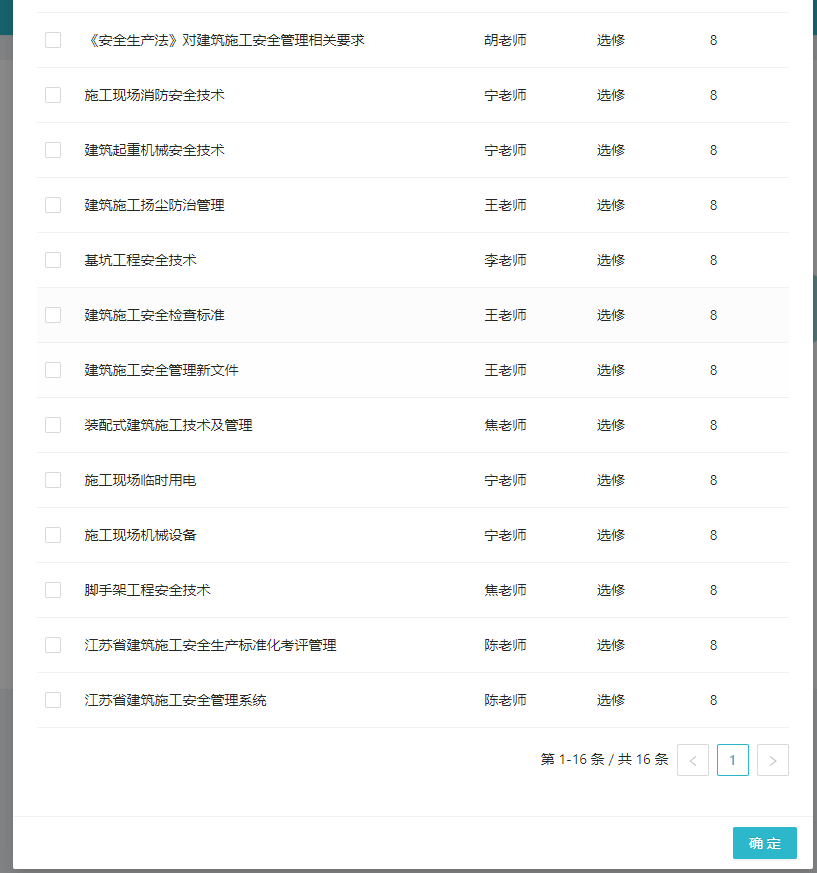 《安全生产法》对建筑施工安全管理相关要求 胡老师 选修 8
施工现场消防安全技术 宁老师 选修 8
建筑起重机械安全技术 宁老师 选修 8
建筑施工扬尘防治管理 王老师 选修 8
基坑工程安全技术 李老师 选修 8
建筑施工安全检查标准 王老师 选修 8
建筑施工安全管理新文件 王老师 选修 8
装配式建筑施工技术及管理 焦老师 选修 8
施工现场临时用电 宁老师 选修 8
施工现场机械设备 宁老师 选修 8
脚手架工程安全技术 焦老师 选修 8
江苏省建筑施工安全生产标准化考评管理 陈老师 选修 8
江苏省建筑施工安全管理系统 陈老师 选修 8
第 1-16 条 / 共 16 条 < 1 >
确 定